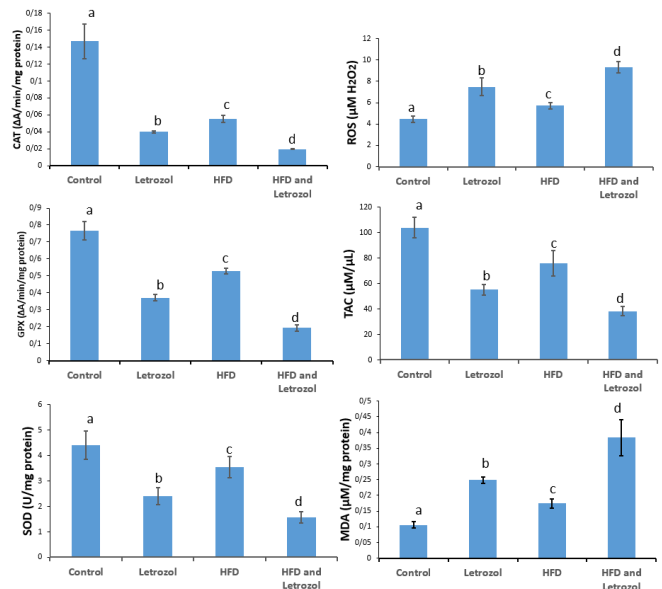 CAT (ΔA/min/mg protein)
0/18
0/16
0/14
0/12
0/1
0/08
0/06
0/04
0/02
a
b
c
d
Control
Letrozol
HFD
HFD and
Letrozol
ROS (µM H2O2)
12
10
8
6
4
2
0
a
b
c
d
Control
Letrozol
HFD
HFD and
Letrozol
GPX (ΔA/min/mg protein)
0/9
0/8
0/7
0/6
0/5
0/4
0/3
0/2
0/1
0
a
b
c
d
Control
Letrozol
HFD
HFD and
Letrozol
TAC (µM/µL)
120
100
80
60
40
20
0
a
b
c
d
Control
Letrozol
HFD
HFD and
Letrozol
SOD (U/mg protein)
6
5
4
3
2
1
0
a
b
c
d
Control
Letrozol
HFD
HFD and
Letrozol
MDA (µM/mg protein)
0/5
0/45
0/4
0/35
0/3
0/25
0/2
0/15
0/1
0/05
0
a
b
c
d
Control
Letrozol
HFD
HFD and
Letrozol